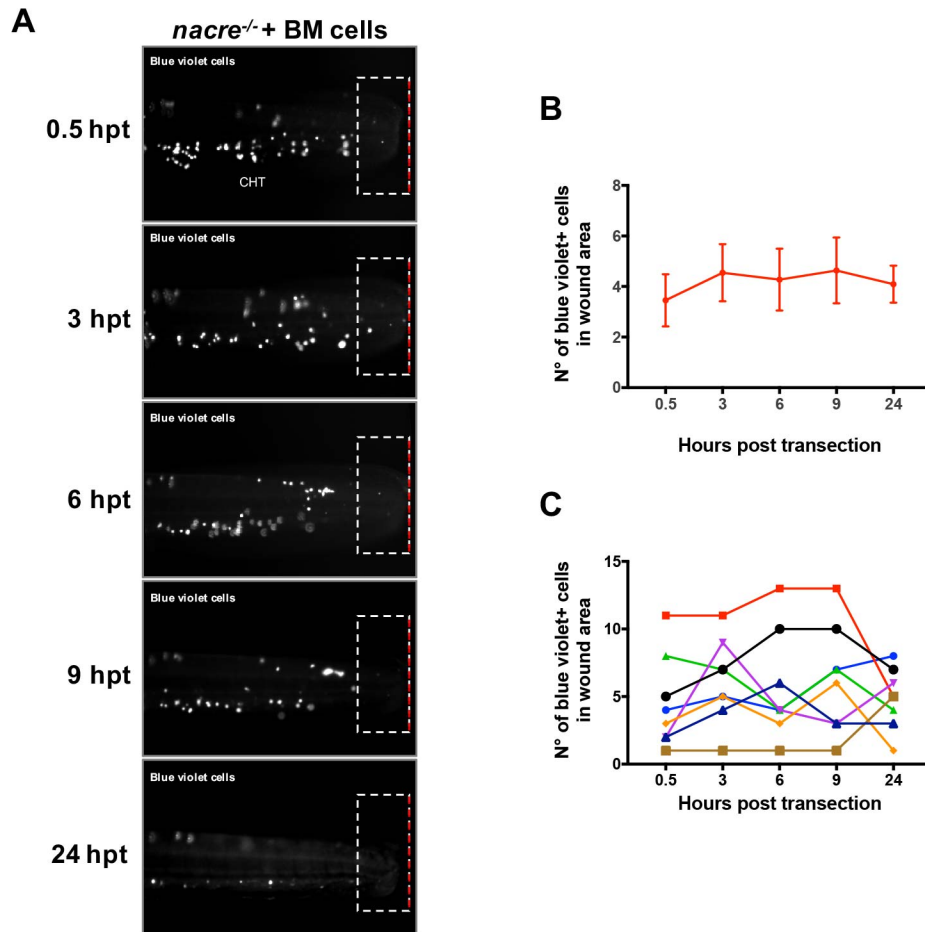 A
nacre-/- + BM cells
Blue violet cells
0.5 hpt
CHT
Blue violet cells
3 hpt
Blue violet cells
6 hpt
Blue violet cells
9 hpt
Blue violet cells
24 hpt
B
N° of blue violet+ cells
in wound area
8
6
4
2
0
0.5 3 6 9 24
Hours post transection
C
N° of blue violet+ cells
in wound area
15
10
5
0
0.5 3 6 9 24
Hours post transection